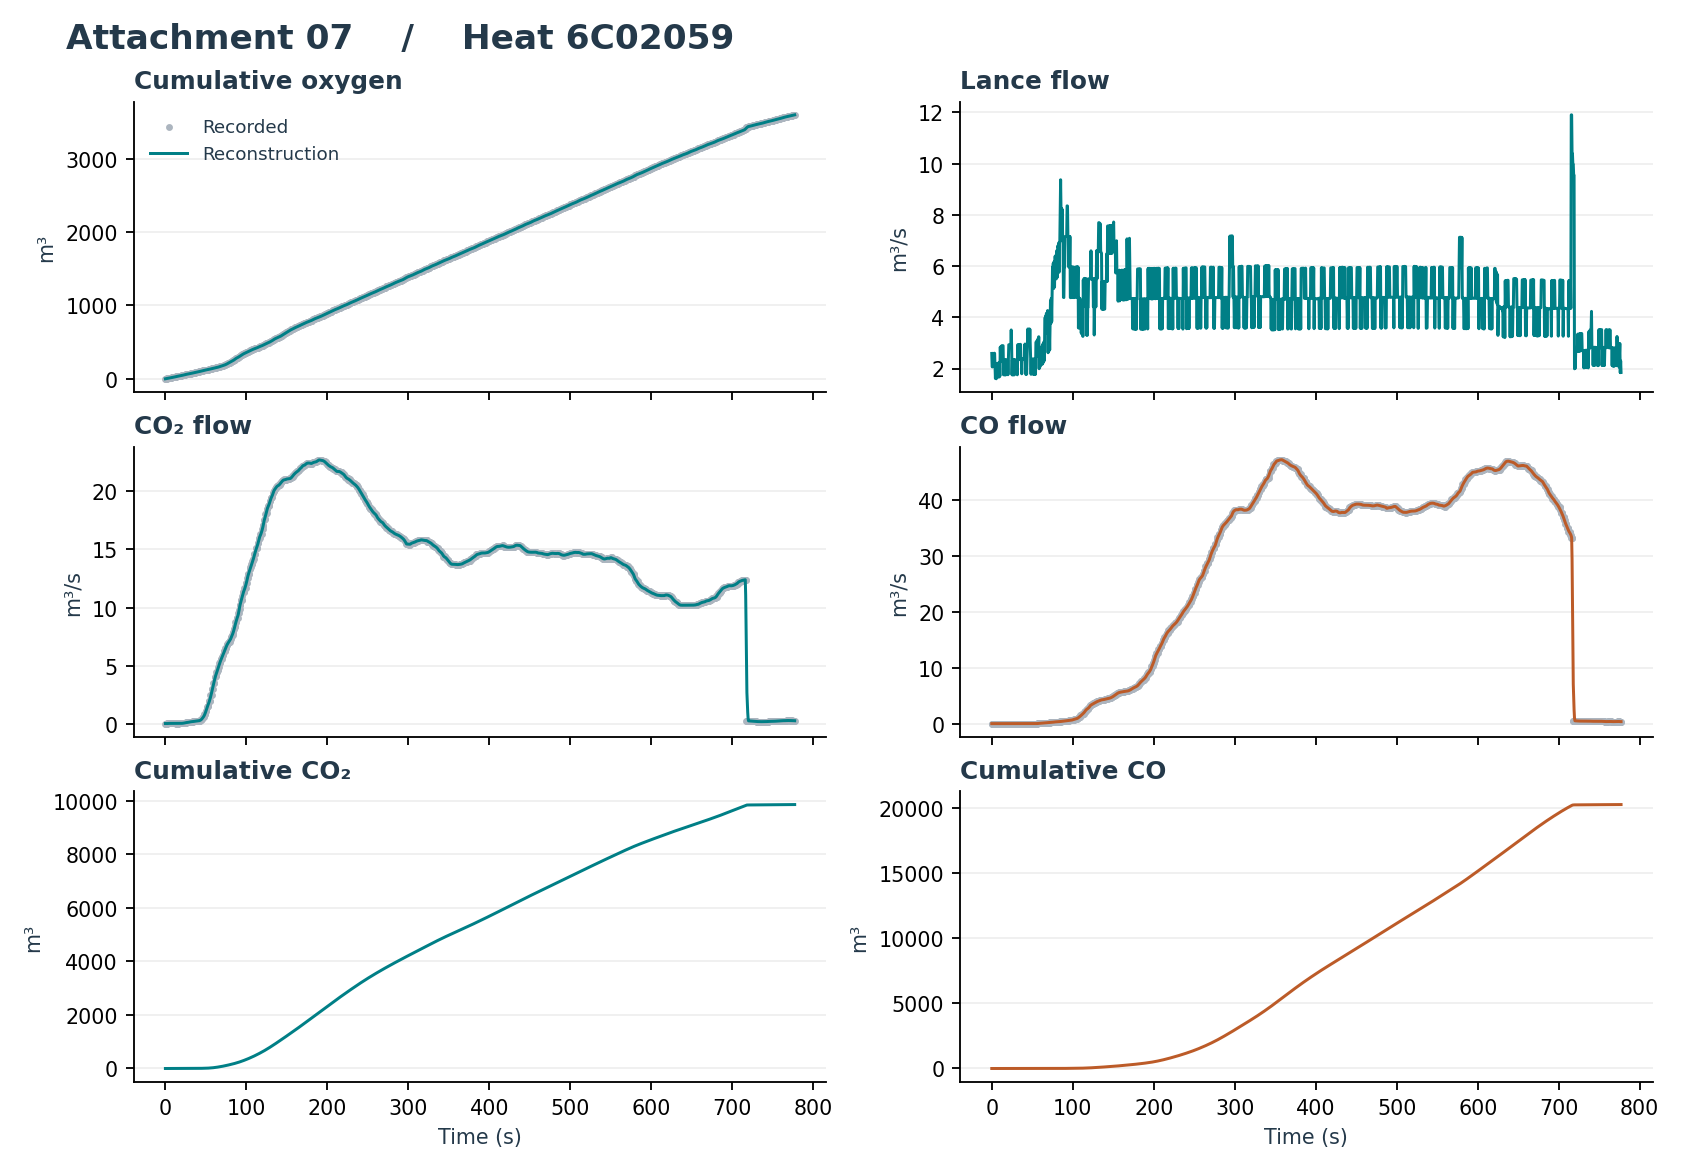 Attachment 07 / Heat 6C02059
Cumulative oxygen
m³
3000
2000
1000
0
Recorded
Reconstruction
Lance flow
m³/s
12
10
8
6
4
2
CO₂ flow
m³/s
20
15
10
5
0
CO flow
m³/s
40
30
20
10
0
Cumulative CO₂
m³
10000
8000
6000
4000
2000
0
0 100 200 300 400 500 600 700 800
Time (s)
Cumulative CO
m³
20000
15000
10000
5000
0
0 100 200 300 400 500 600 700 800
Time (s)